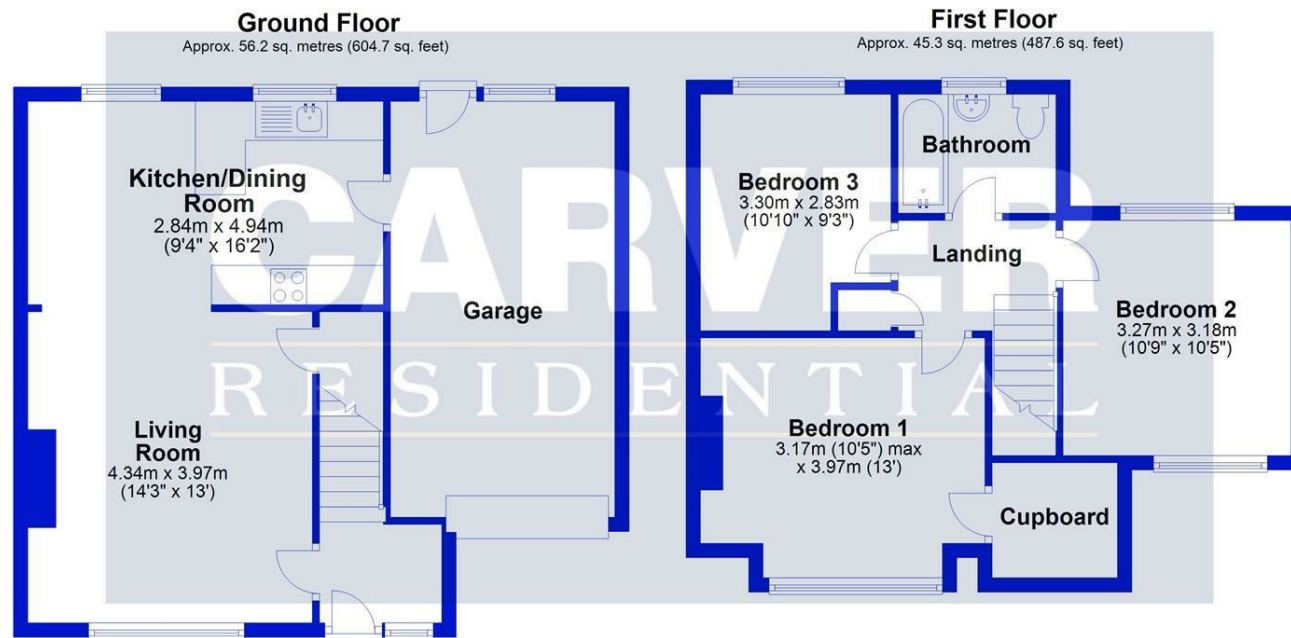 Ground Floor
Approx. 56.2 sq. metres (604.7 sq. feet)
Kitchen/Dining
Room
2.84m x 4.94m
(9'4" x 16'2")
Garage
Living
Room
4.34m x 3.97m
(14'3" x 13')
First Floor
Approx. 45.3 sq. metres (487.6 sq. feet)
Bathroom
Bedroom 3
3.30m x 2.83m
(10'10" x 9'3")
Landing
Bedroom 2
3.27m x 3.18m
(10'9" x 10'5")
Bedroom 1
3.17m (10'5") max
x 3.97m (13')
Cupboard
CARVER
RESIDENTIAL